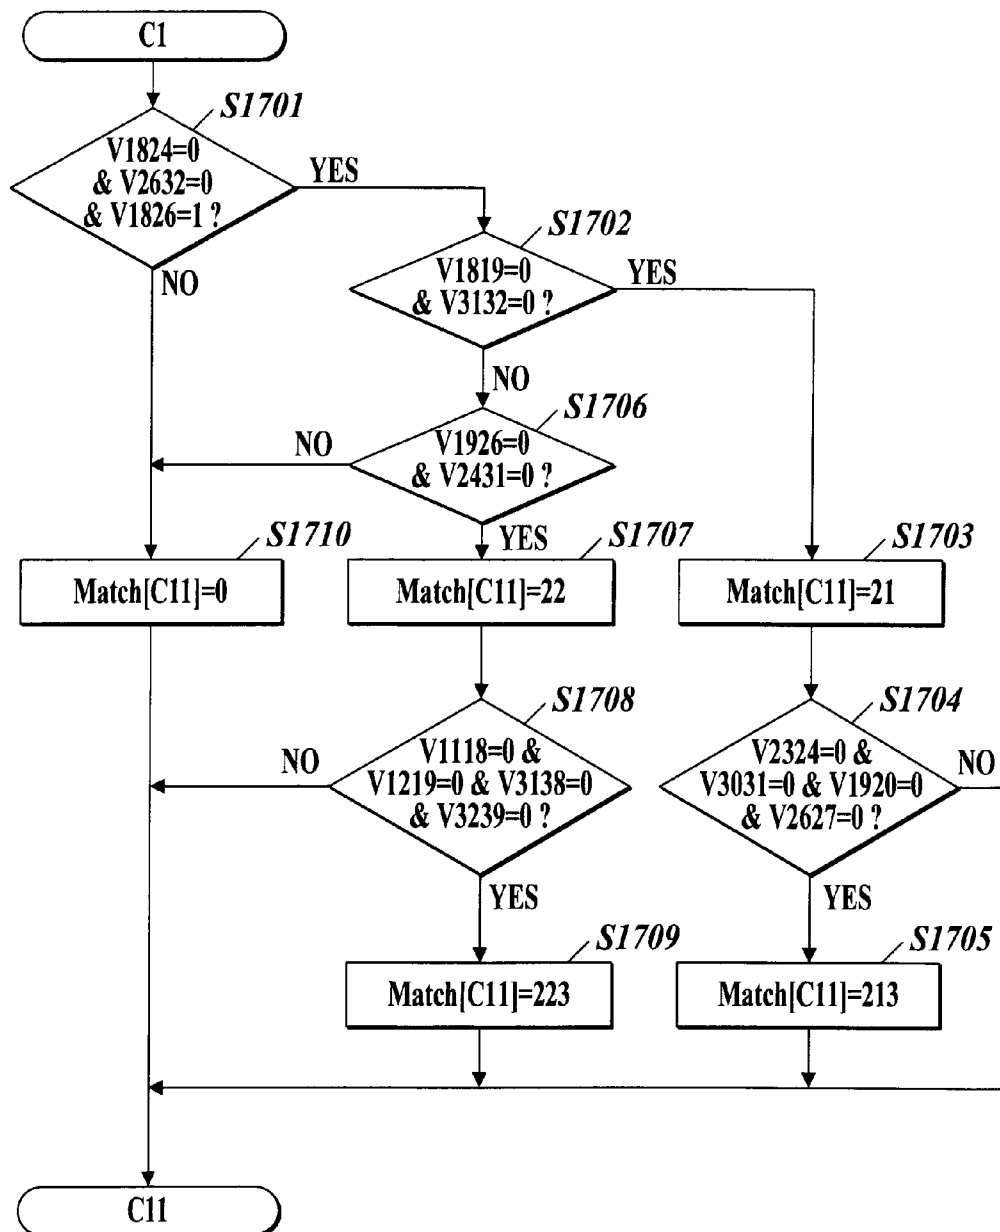 C1
S1701
V1824=0
& V2632=0
& V1826=1 ?
YES
NO
S1702
V1819=0
& V3132=0 ?
YES
NO
S1706
V1926=0
& V2431=0 ?
NO
YES
S1710
Match[C11]=0
S1707
Match[C11]=22
S1703
Match[C11]=21
S1708
V1118=0 &
V1219=0 & V3138=0
& V3239=0 ?
NO
YES
S1704
V2324=0 &
V3031=0 & V1920=0
& V2627=0 ?
NO
YES
S1709
Match[C11]=223
S1705
Match[C11]=213
C11